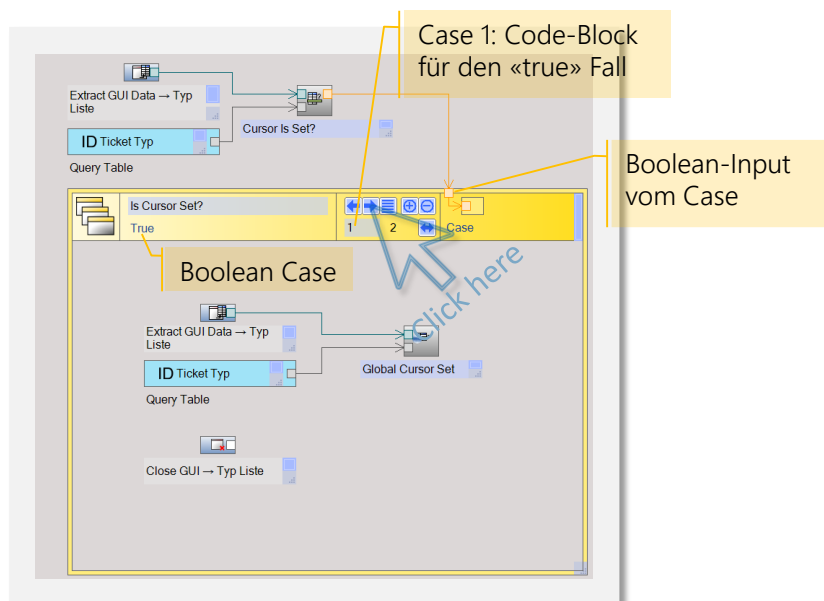 Case 1: Code-Block
für den «true» Fall
Extract GUI Data → Typ
Liste
Cursor Is Set?
ID Ticket Typ
Query Table
Boolean-Input
vom Case
Is Cursor Set?
True
1
2
Case
Boolean Case
Click here
Extract GUI Data → Typ
Liste
ID Ticket Typ
Global Cursor Set
Query Table
Close GUI → Typ Liste